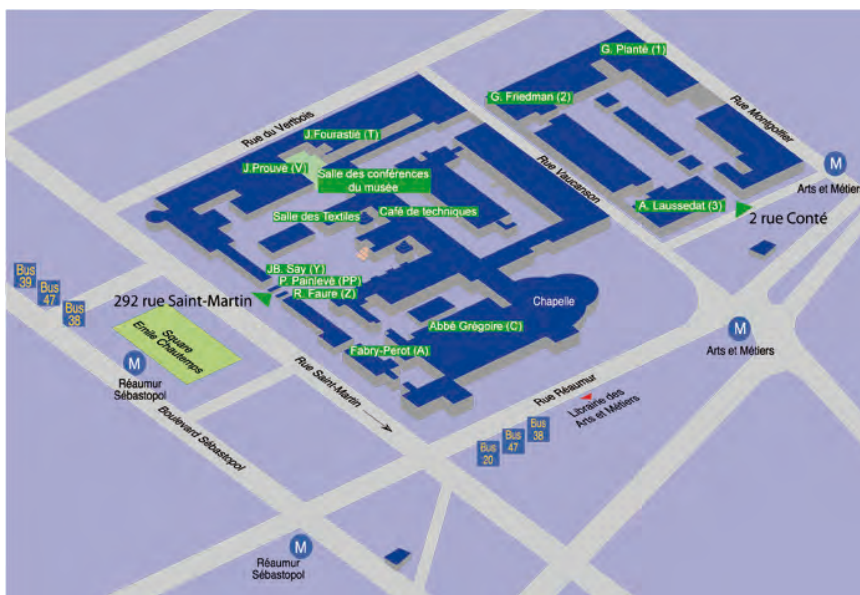 G. Planté (1)
G. Friedman (2)
Rue Montgolfier
Rue du Vertbois
J.Fourastié (T)
J.Prouvé (V)
Salle des conférences
du musée
Rue Vaucanson
M
Arts et Métiers
A. Laussedat (3)
2 rue Conté
Salle des Textiles
Café de techniques
JB. Say (Y)
P. Painlevé (PP)
R. Faure (Z)
292 rue Saint-Martin
Bus
39
Bus
47
Bus
38
Chapelle
Abbé Grégoire (C)
Fabry-Pérot (A)
Square
Emile Chautemps
M
Réaumur
Sébastopol
M
Arts et Métiers
Rue Saint-Martin
Rue Réaumur
Librairie des
Arts et Métiers
Boulevard Sébastopol
Bus
20
Bus
47
Bus
38
M
Réaumur
Sébastopol